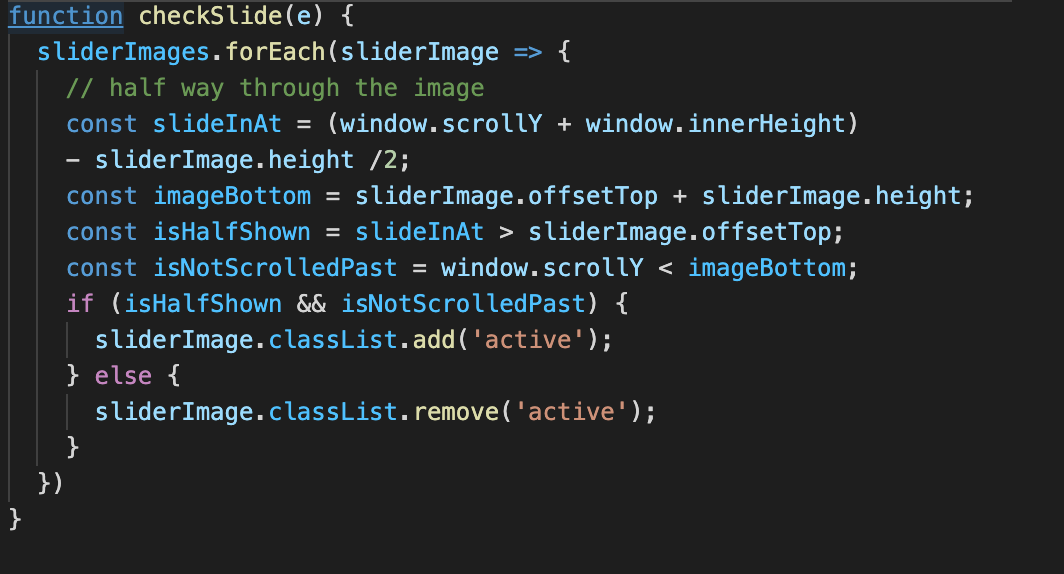 function checkSlide(e) {
  sliderImages.forEach(sliderImage => {
    // half way through the image
    const slideInAt = (window.scrollY + window.innerHeight)
    - sliderImage.height /2;
    const imageBottom = sliderImage.offsetTop + sliderImage.height;
    const isHalfShown = slideInAt > sliderImage.offsetTop;
    const isNotScrolledPast = window.scrollY < imageBottom;
    if (isHalfShown && isNotScrolledPast) {
      sliderImage.classList.add('active');
    } else {
      sliderImage.classList.remove('active');
    }
  })
}